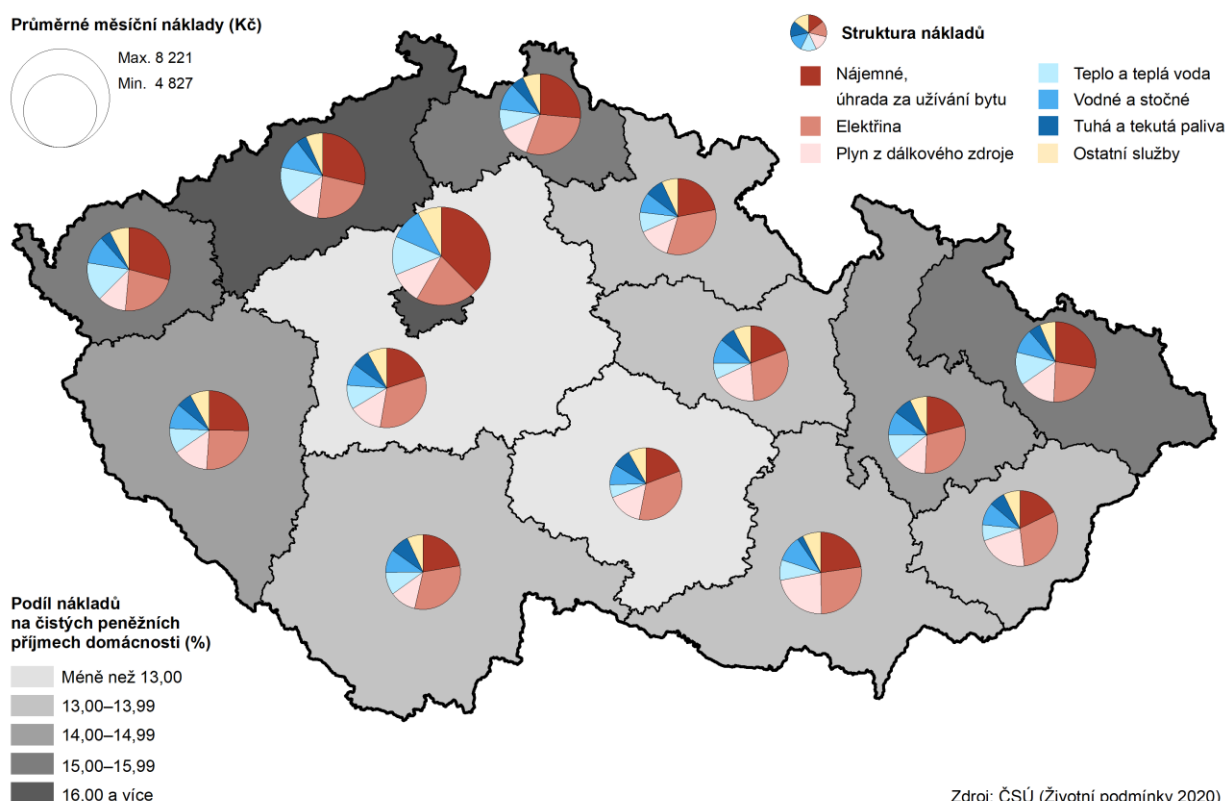 Průměrné měsíční náklady (Kč)
Max. 8 221
Min. 4 827
Struktura nákladů
Nájemné,
úhrada za užívání bytu
Elektřina
Plyn z dálkového zdroje
Teplo a teplá voda
Vodné a stočné
Tuhá a tekutá paliva
Ostatní služby
Podíl nákladů
na čistých peněžních
příjmech domácnosti (%)
Méně než 13,00
13,00–13,99
14,00–14,99
15,00–15,99
16,00 a více
Zdroj: ČSÚ (Životní podmínky 2020)